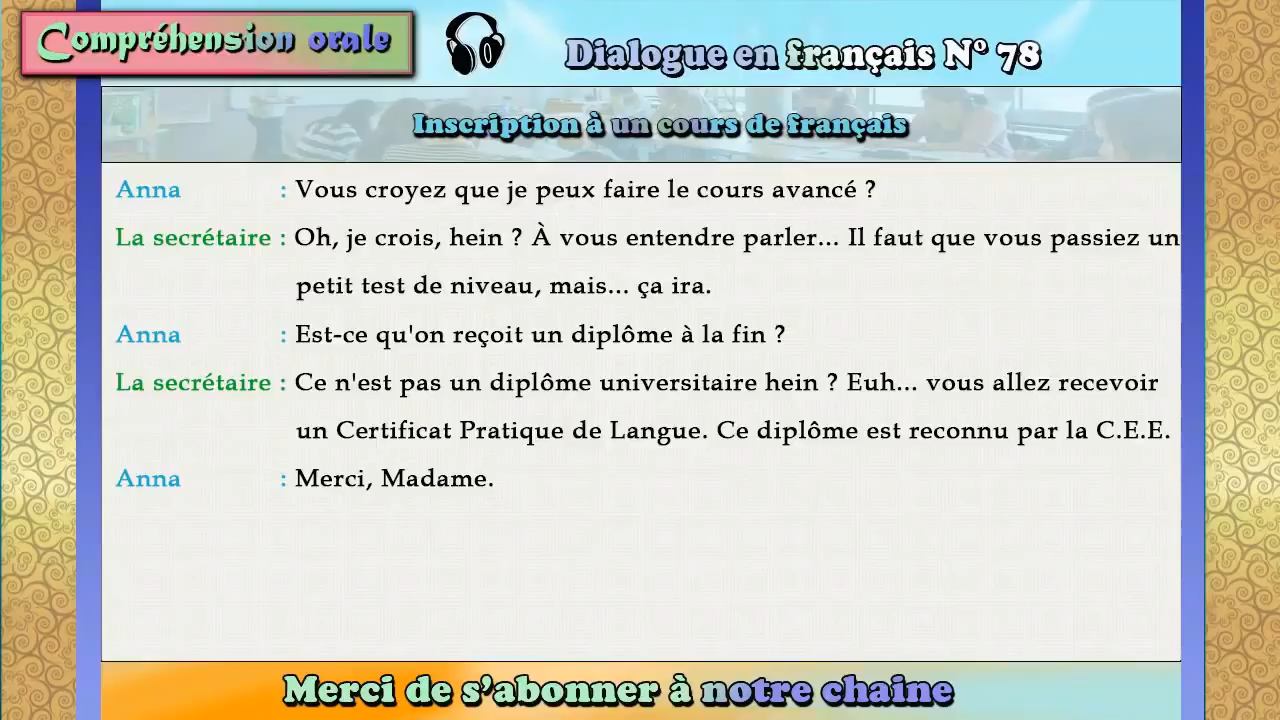 Compréhension orale
Dialogue en français N° 78
Inscription à un cours de français
Anna : Vous croyez que je peux faire le cours avancé ?
La secrétaire : Oh, je crois, hein ? À vous entendre parler... Il faut que vous passiez un
petit test de niveau, mais... ça ira.
Anna : Est-ce qu'on reçoit un diplôme à la fin ?
La secrétaire : Ce n'est pas un diplôme universitaire hein ? Euh... vous allez recevoir
un Certificat Pratique de Langue. Ce diplôme est reconnu par la C.E.E.
Anna : Merci, Madame.
Merci de s'abonner à notre chaine